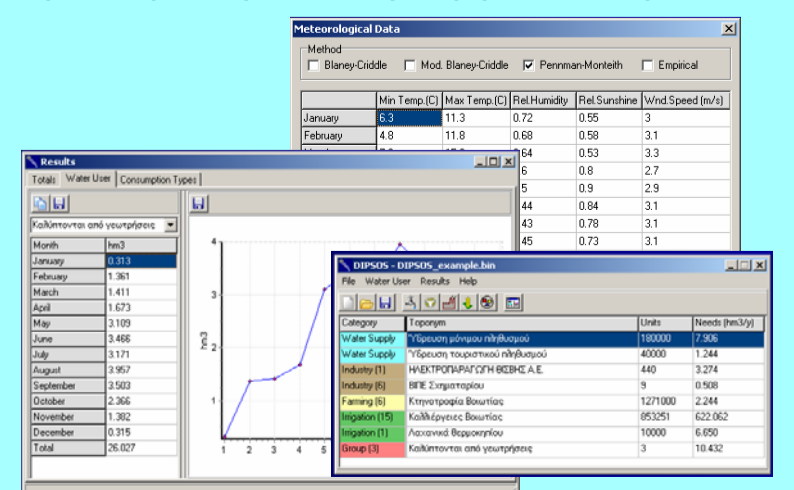 Meteorological Data
Method
Blaney-Criddle Mod. Blaney-Criddle Pennman-Monteith Empirical
Min Temp.(C) Max Temp.(C) Rel.Humidity Rel.Sunshine Wnd.Speed (m/s)
January 6.3 11.3 0.72 0.55 3
February 4.8 11.8 0.68 0.58 3.1
64 0.53 3.3
6 0.8 2.7
5 0.9 2.9
44 0.84 3.1
43 0.78 3.1
45 0.73 3.1
Results
Totals Water User Consumption Types
Καλύπτονται από γεωτρήσεις
Month hm3
January 0.313
February 1.361
March 1.411
April 1.673
May 3.109
June 3.466
July 3.171
August 3.957
September 3.503
October 2.366
November 1.382
December 0.315
Total 26.027
hm3
4
3
2
1
1 2 3 4 5
DIPSOS - DIPSOS_example.bin
File Water User Results Help
Category Toponym Units Needs (hm3/y)
Water Supply Ύδρευση μόνιμου πληθυσμού 180000 7.906
Water Supply Ύδρευση τουριστικού πληθυσμού 40000 1.244
Industry (1) ΗΛΕΚΤΡΟΠΑΡΑΓΩΓΗ ΘΙΣΒΗΣ Α.Ε. 440 3.274
Industry (6) ΒΙΠΕ Σχηματαρίου 9 0.508
Farming (6) Κτηνοτροφία Βοιωτίας 1271000 2.244
Irrigation (15) Καλλιέργειες Βοιωτίας 853251 622.062
Irrigation (1) Λαχανικά θερμοκηπίου 10000 6.650
Group (3) Καλύπτονται από γεωτρήσεις 3 10.432